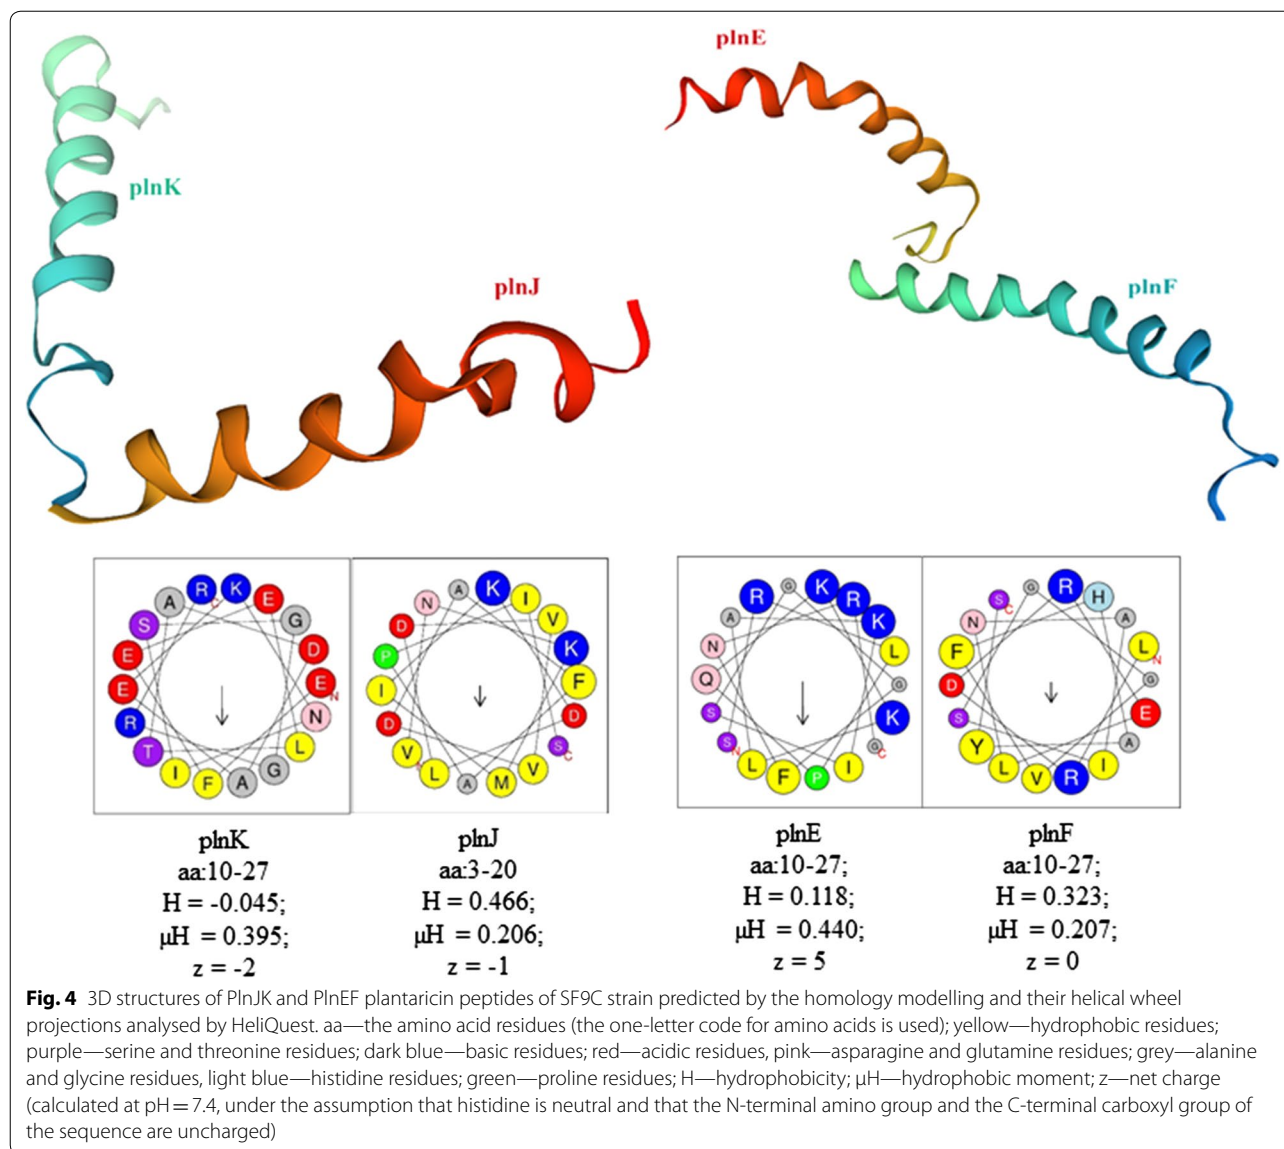 plnE
plnK
plnJ
plnF
R K E G D E N L G A F I T R E E S A
C N
K I V K F D S V M A L V D I P D N A
C
K R K L G K G I P F L S S Q N A R G
N C
R H A L G E A I R V L Y S D F N S G
C N
plnK
aa:10-27
H = -0.045;
μH = 0.395;
z = -2
plnJ
aa:3-20
H = 0.466;
μH = 0.206;
z = -1
plnE
aa:10-27;
H = 0.118;
μH = 0.440;
z = 5
plnF
aa:10-27;
H = 0.323;
μH = 0.207;
z = 0
Fig. 4 3D structures of PlnJK and PlnEF plantaricin peptides of SF9C strain predicted by the homology modelling and their helical wheel
projections analysed by HeliQuest. aa—the amino acid residues (the one-letter code for amino acids is used); yellow—hydrophobic residues;
purple—serine and threonine residues; dark blue—basic residues; red—acidic residues, pink—asparagine and glutamine residues; grey—alanine
and glycine residues, light blue—histidine residues; green—proline residues; H—hydrophobicity; μH—hydrophobic moment; z—net charge
(calculated at pH = 7.4, under the assumption that histidine is neutral and that the N-terminal amino group and the C-terminal carboxyl group of
the sequence are uncharged)